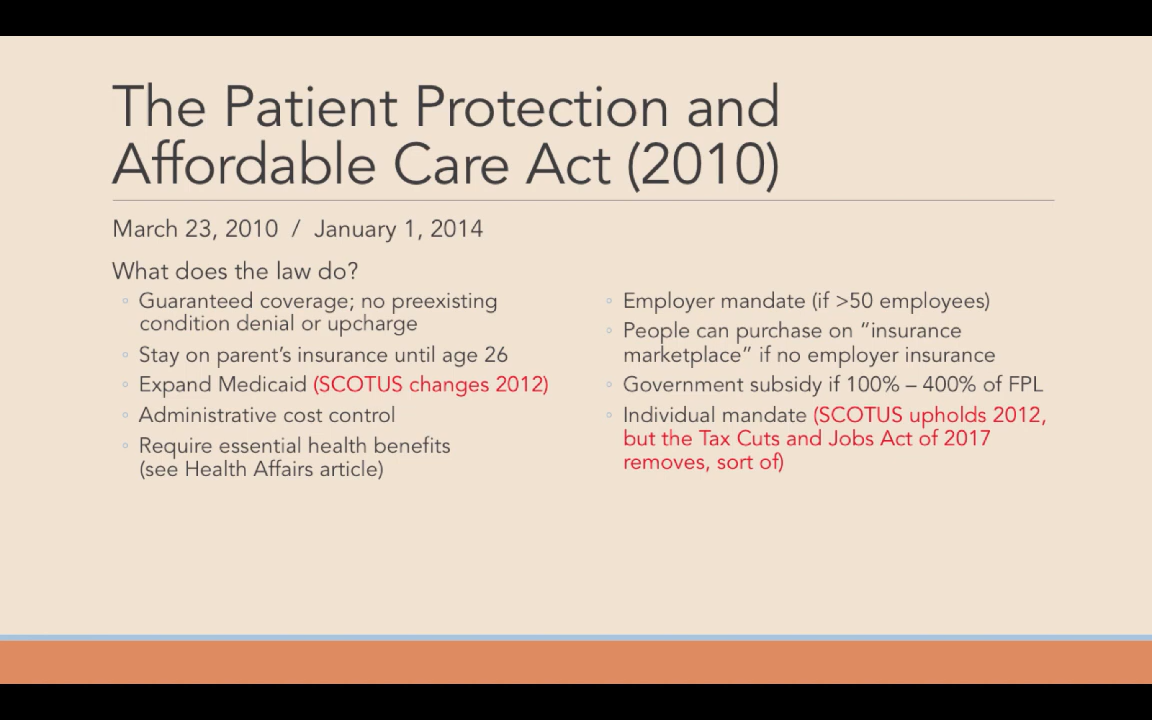 The Patient Protection and
Affordable Care Act (2010)
March 23, 2010 / January 1, 2014
What does the law do?
◦ Guaranteed coverage; no preexisting
condition denial or upcharge
◦ Stay on parent’s insurance until age 26
◦ Expand Medicaid (SCOTUS changes 2012)
◦ Administrative cost control
◦ Require essential health benefits
(see Health Affairs article)
◦ Employer mandate (if >50 employees)
◦ People can purchase on “insurance
marketplace” if no employer insurance
◦ Government subsidy if 100% – 400% of FPL
◦ Individual mandate (SCOTUS upholds 2012,
but the Tax Cuts and Jobs Act of 2017
removes, sort of)